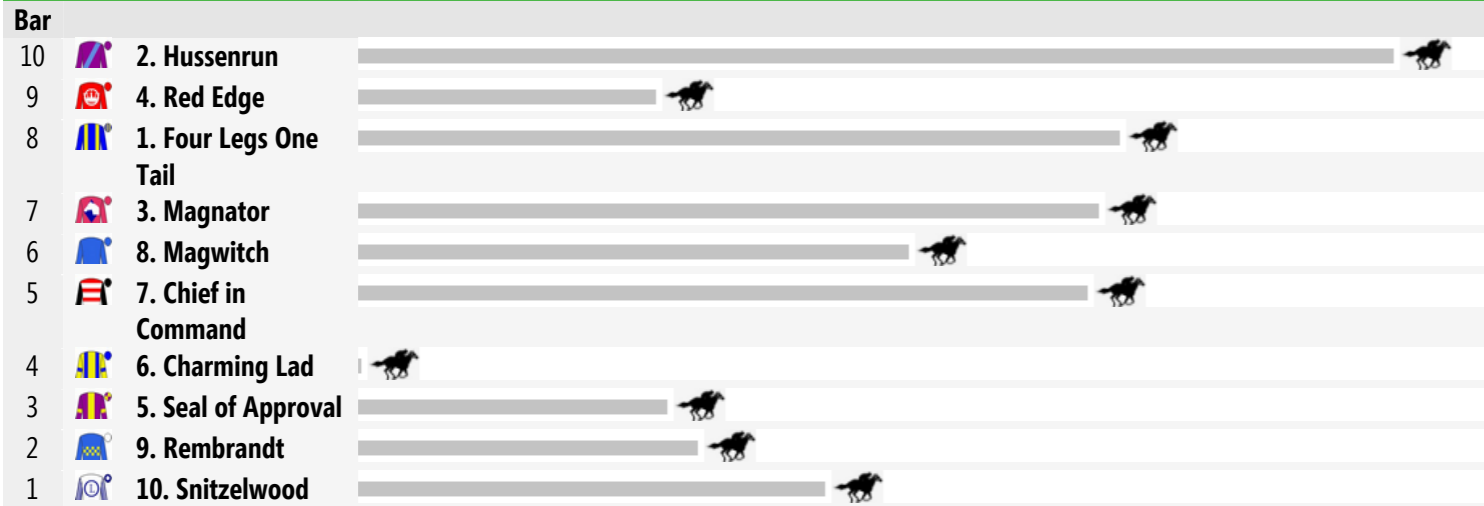 Bar
10 2. Hussenrun
9 4. Red Edge
8 1. Four Legs One
Tail
7 3. Magnator
6 8. Magwitch
5 7. Chief in
Command
4 6. Charming Lad
3 5. Seal of Approval
2 9. Rembrandt
1 L 10. Snitzelwood